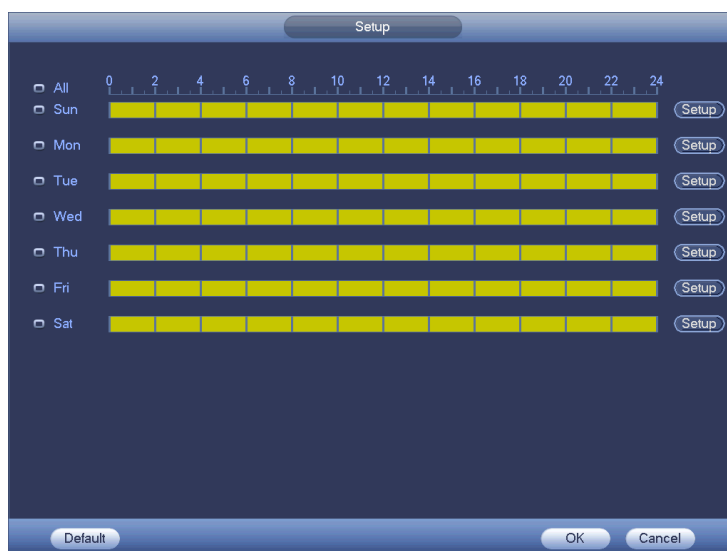 Setup
All 0 2 4 6 8 10 12 14 16 18 20 22 24
Sun Setup
Mon Setup
Tue Setup
Wed Setup
Thu Setup
Fri Setup
Sat Setup
Default OK Cancel